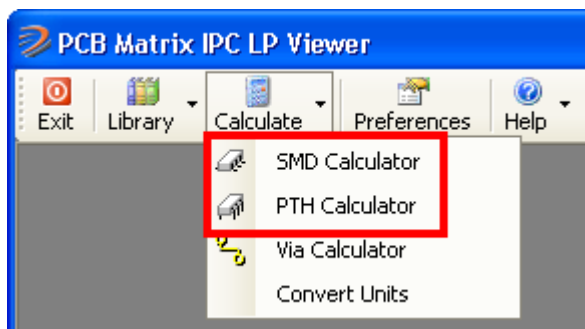 PCB Matrix IPC LP Viewer
Exit Library Calculate Preferences Help
SMD Calculator
PTH Calculator
Via Calculator
Convert Units